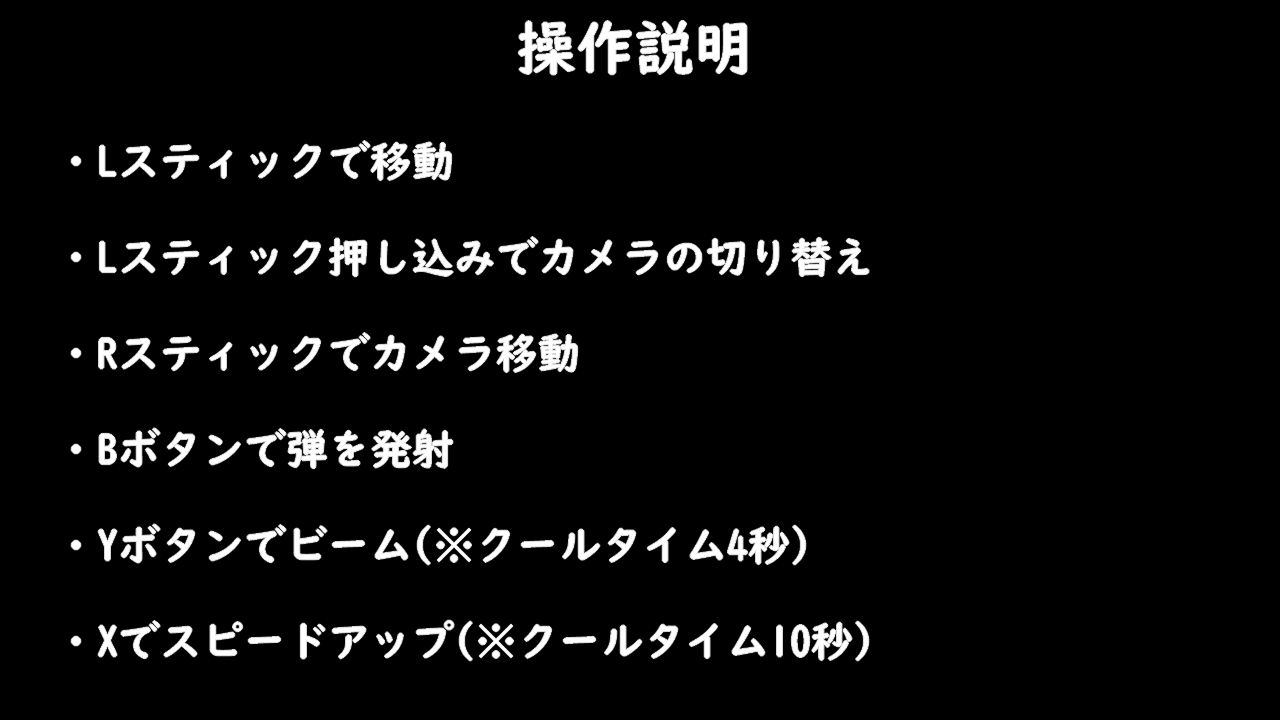 操作説明
・Lスティックで移動
・Lスティック押し込みでカメラの切り替え
・Rスティックでカメラ移動
・Bボタンで弾を発射
・Yボタンでビーム(※クールタイム4秒)
・Xでスピードアップ(※クールタイム10秒)